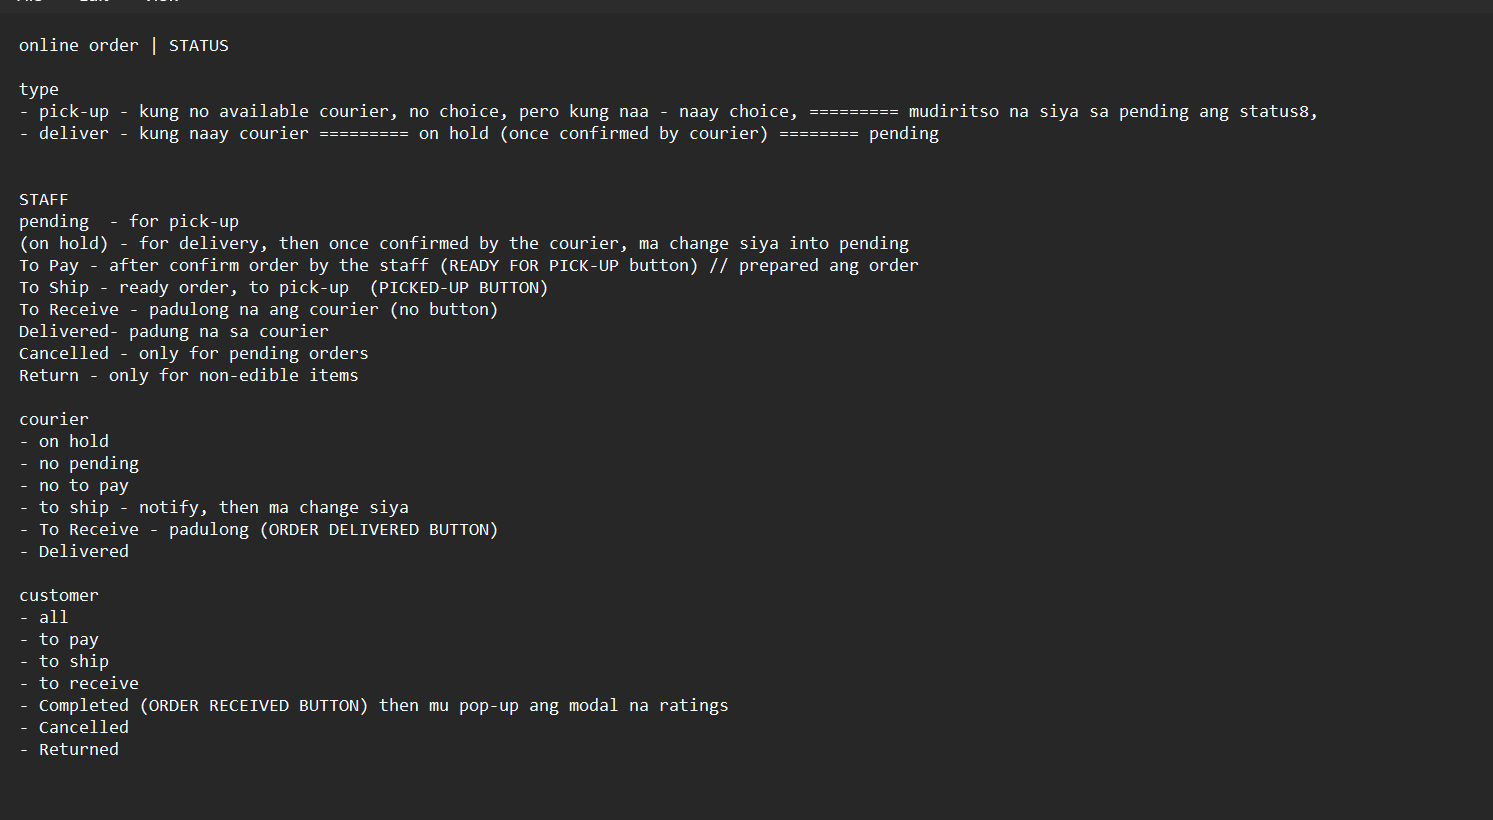 online order | STATUS
type
- pick-up - kung no available courier, no choice, pero kung naa - naay choice, ========= mudiritso na siya sa pending ang status8,
- deliver - kung naay courier ========= on hold (once confirmed by courier) ======== pending
STAFF
pending  - for pick-up
(on hold) - for delivery, then once confirmed by the courier, ma change siya into pending
To Pay - after confirm order by the staff (READY FOR PICK-UP button) // prepared ang order
To Ship - ready order, to pick-up  (PICKED-UP BUTTON)
To Receive - padulong na ang courier (no button)
Delivered- padung na sa courier
Cancelled - only for pending orders
Return - only for non-edible items
courier
- on hold
- no pending
- no to pay
- to ship - notify, then ma change siya
- To Receive - padulong (ORDER DELIVERED BUTTON)
- Delivered
customer
- all
- to pay
- to ship
- to receive
- Completed (ORDER RECEIVED BUTTON) then mu pop-up ang modal na ratings
- Cancelled
- Returned